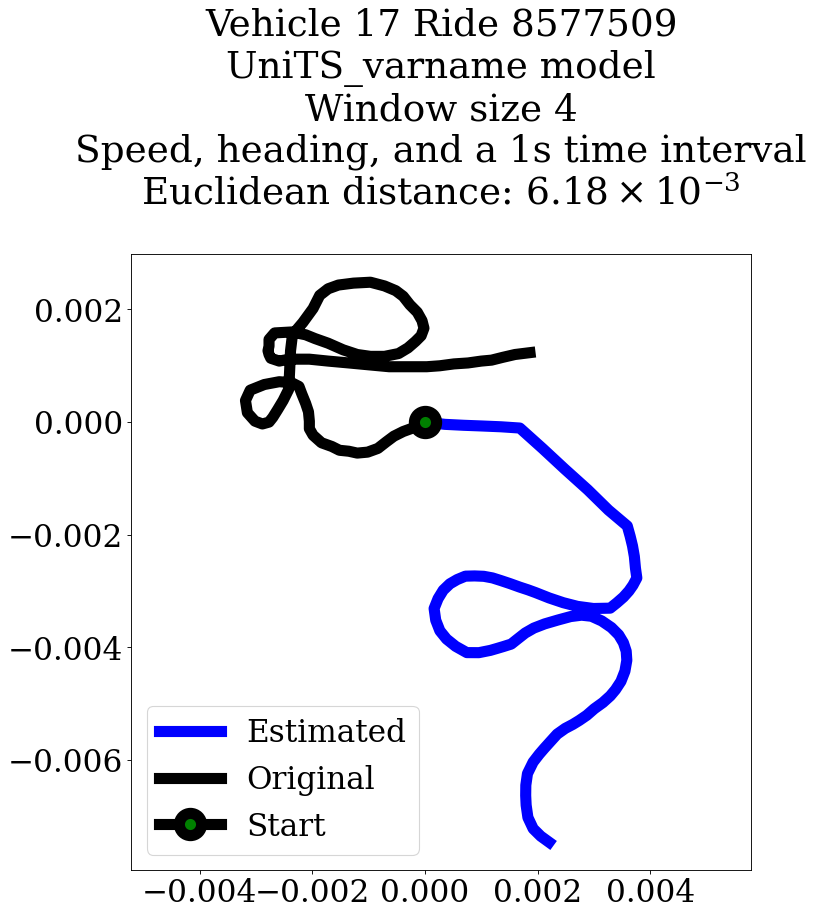 Vehicle 17 Ride 8577509
UniTS_varname model
Window size 4
Speed, heading, and a 1s time interval
Euclidean distance: 6.18 × 10⁻³
0.002
0.000
−0.002
−0.004
−0.006
Estimated
Original
Start
−0.004 −0.002 0.000 0.002 0.004